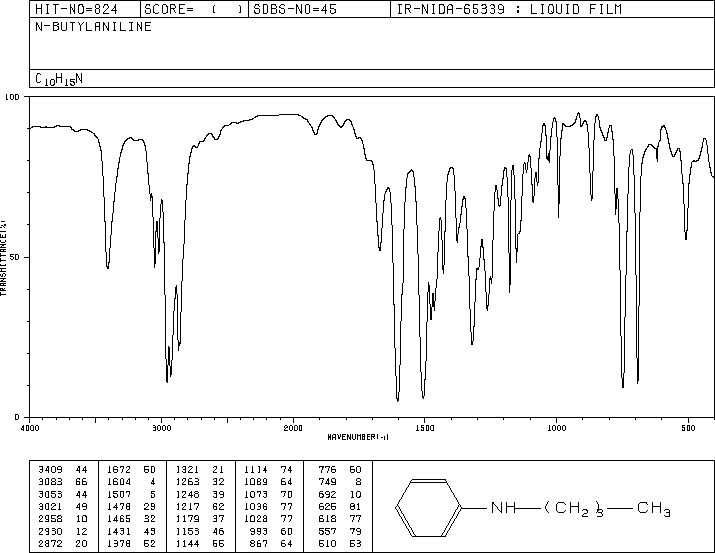 HIT-NO=824 SCORE= ( ) SDBS-NO=45 IR-NIDA-65339 : LIQUID FILM
N-BUTYLANILINE
C10H15N
100
50
0
TRANSMITTANCE(%)
4000 3000 2000 1500 1000 500
WAVENUMBER(-1)
3409 44 1672 50 1321 21 1114 74 776 60
3083 66 1604 4 1263 32 1089 64 749 8
3053 44 1507 5 1248 39 1073 70 692 10
3021 49 1478 29 1217 62 1036 77 625 81
2958 10 1465 32 1179 37 1028 77 618 77
2930 12 1431 43 1153 46 993 60 557 79
2872 20 1378 52 1144 55 867 64 510 53
NH (CH2)3 CH3